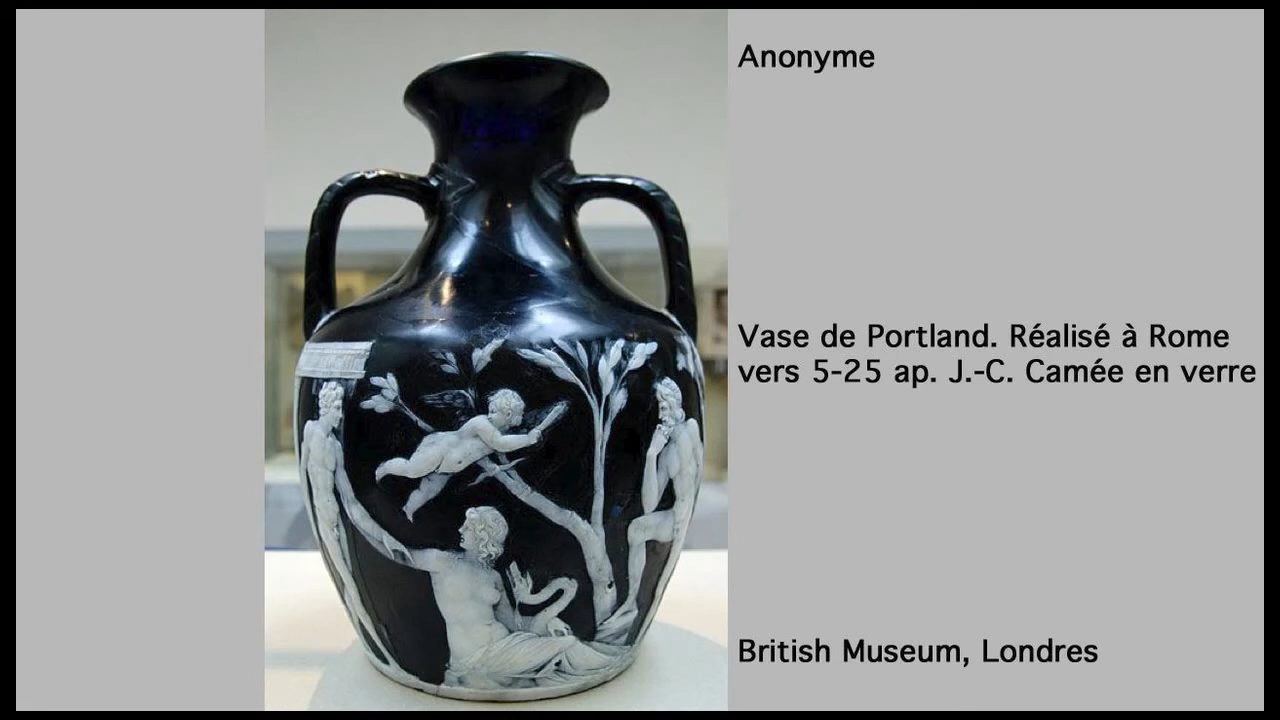 Anonyme
Vase de Portland. Réalisé à Rome
vers 5-25 ap. J.-C. Camée en verre
British Museum, Londres